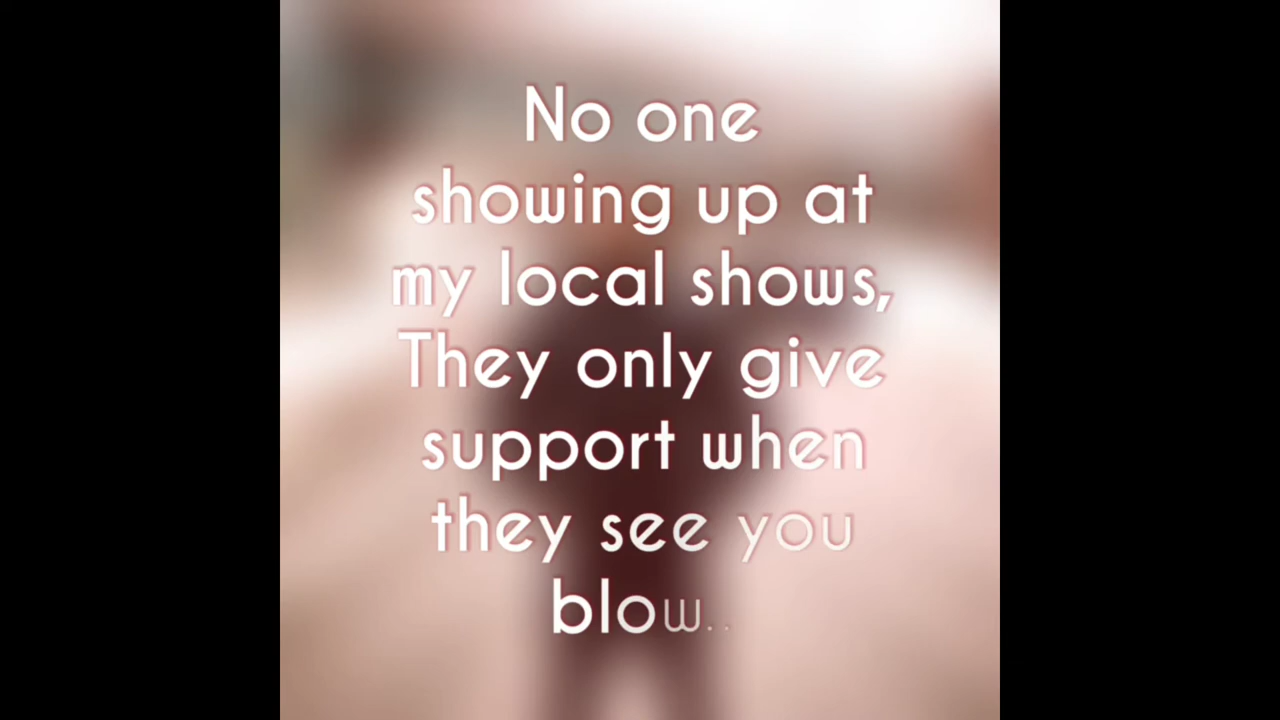 No one
showing up at
my local shows,
They only give
support when
they see you
blow..